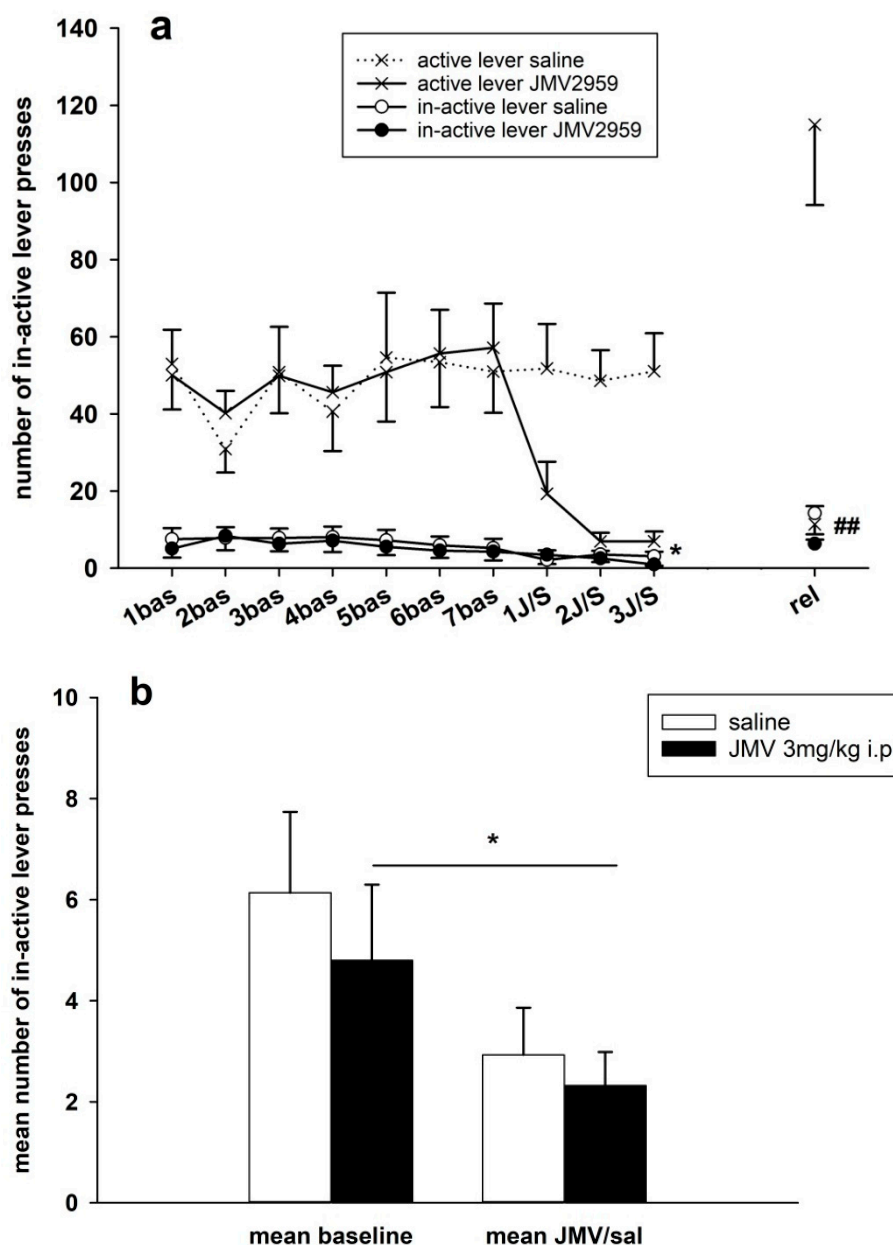 a
140
120
100
80
60
40
20
0
number of in-active lever presses
active lever saline
active lever JMV2959
in-active lever saline
in-active lever JMV2959
*
##
1bas 2bas 3bas 4bas 5bas 6bas 7bas 1J/S 2J/S 3J/S rel
b
10
8
6
4
2
0
mean number of in-active lever presses
saline
JMV 3mg/kg i.p
*
mean baseline mean JMV/sal